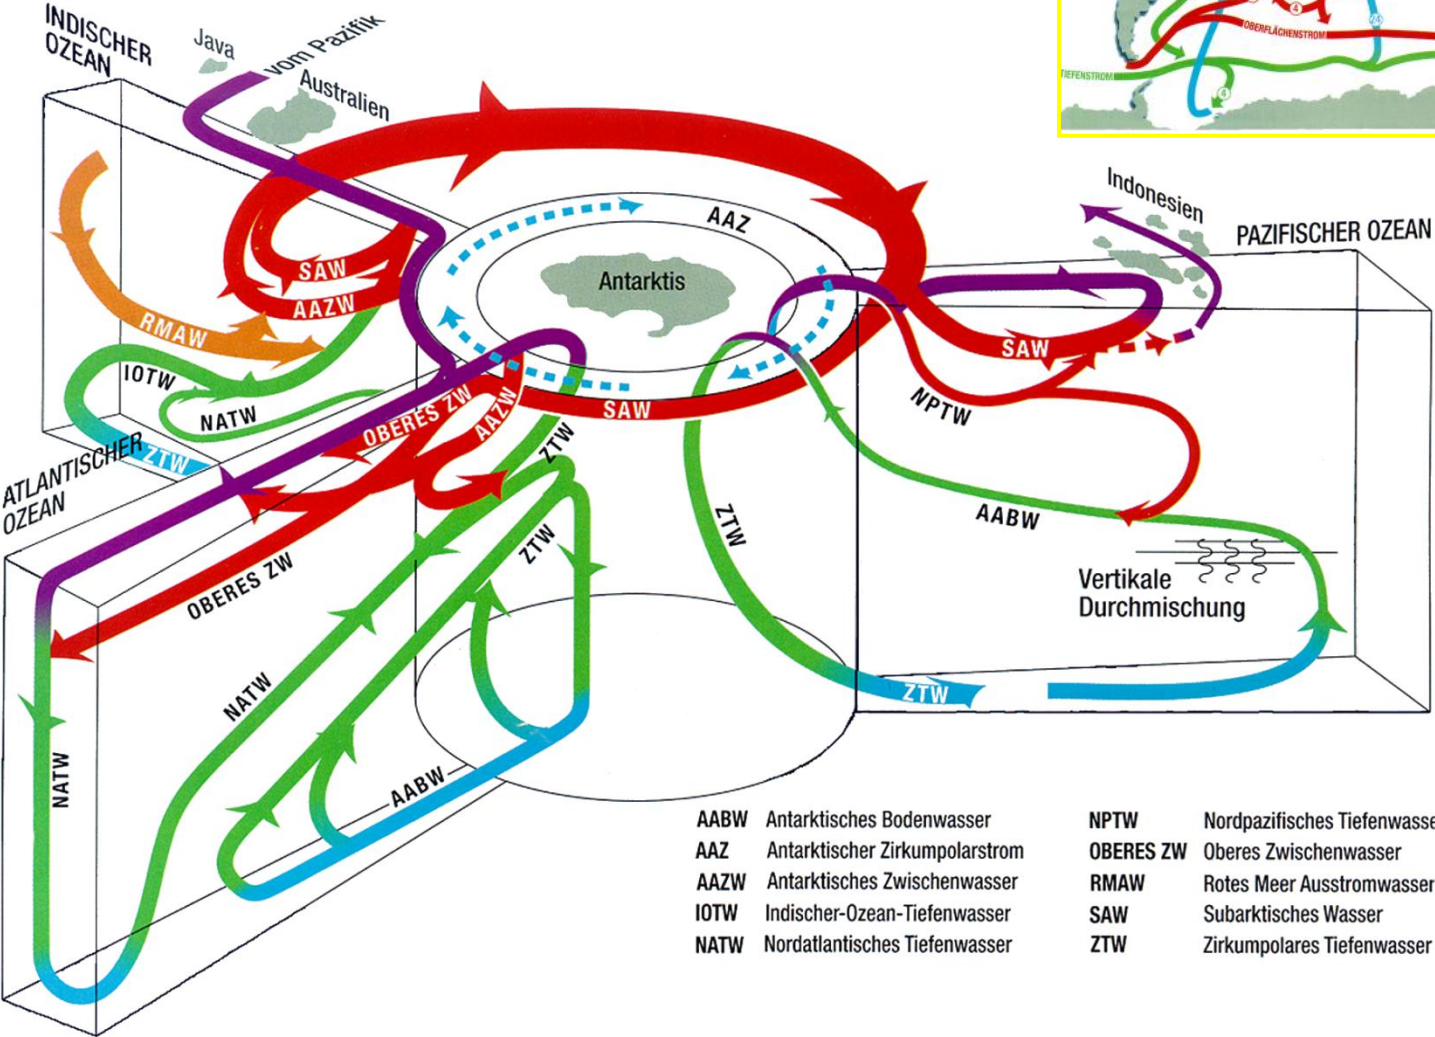 INDISCHER
OZEAN
Java
vom Pazifik
Australien
OBERFLÄCHENSTROM
TIEFENSTROM
4
24
4
Indonesien
PAZIFISCHER OZEAN
AAZ
Antarktis
SAW
AAZW
RMAW
IOTW
NATW
ZTW
SAW
NPTW
SAW
OBERES ZW
AAZW
ZTW
ATLANTISCHER
OZEAN
ZTW
ZTW
AABW
OBERES ZW
Vertikale
Durchmischung
NATW
NATW
AABW
ZTW
AABW Antarktisches Bodenwasser
AAZ Antarktischer Zirkumpolarstrom
AAZW Antarktisches Zwischenwasser
IOTW Indischer-Ozean-Tiefenwasser
NATW Nordatlantisches Tiefenwasser
NPTW Nordpazifisches Tiefenwasse
OBERES ZW Oberes Zwischenwasser
RMAW Rotes Meer Ausstromwasser
SAW Subarktisches Wasser
ZTW Zirkumpolares Tiefenwasser